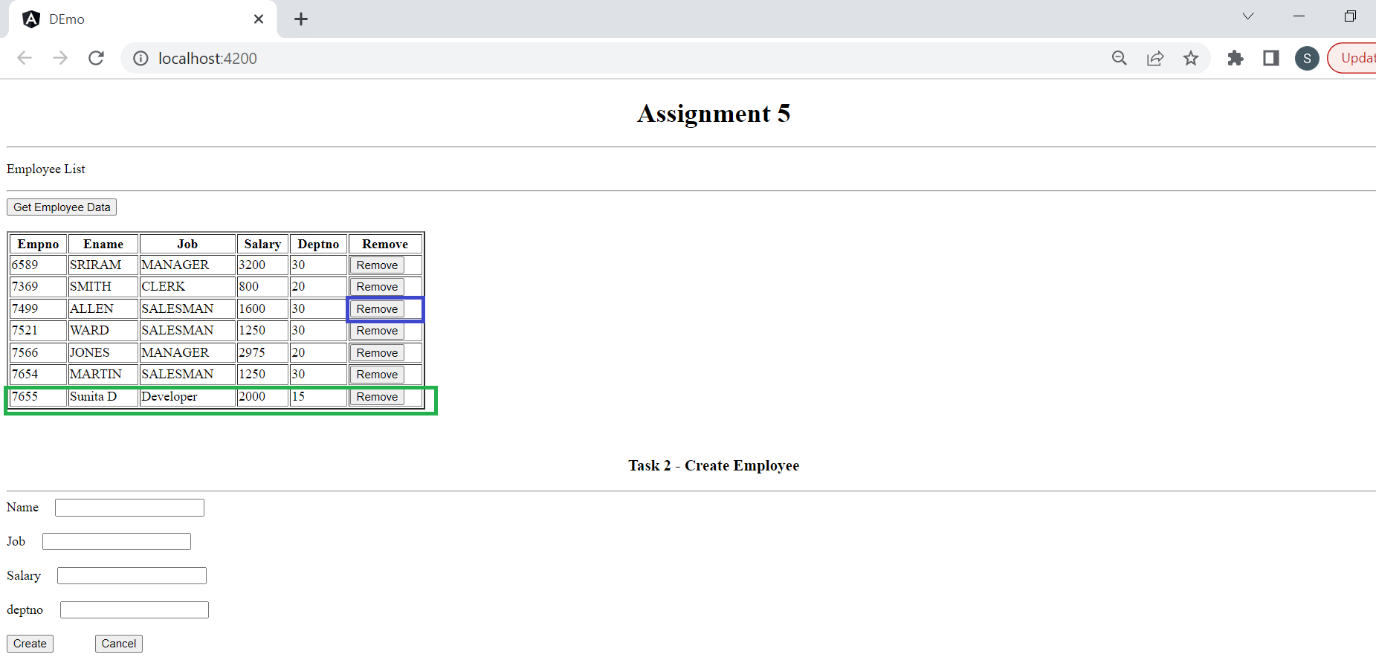 DEmo
localhost:4200
S
Updat
Assignment 5
Employee List
Get Employee Data
Empno Ename Job Salary Deptno Remove
6589 SRIRAM MANAGER 3200 30 Remove
7369 SMITH CLERK 800 20 Remove
7499 ALLEN SALESMAN 1600 30 Remove
7521 WARD SALESMAN 1250 30 Remove
7566 JONES MANAGER 2975 20 Remove
7654 MARTIN SALESMAN 1250 30 Remove
7655 Sunita D Developer 2000 15 Remove
Task 2 - Create Employee
Name
Job
Salary
deptno
Create Cancel